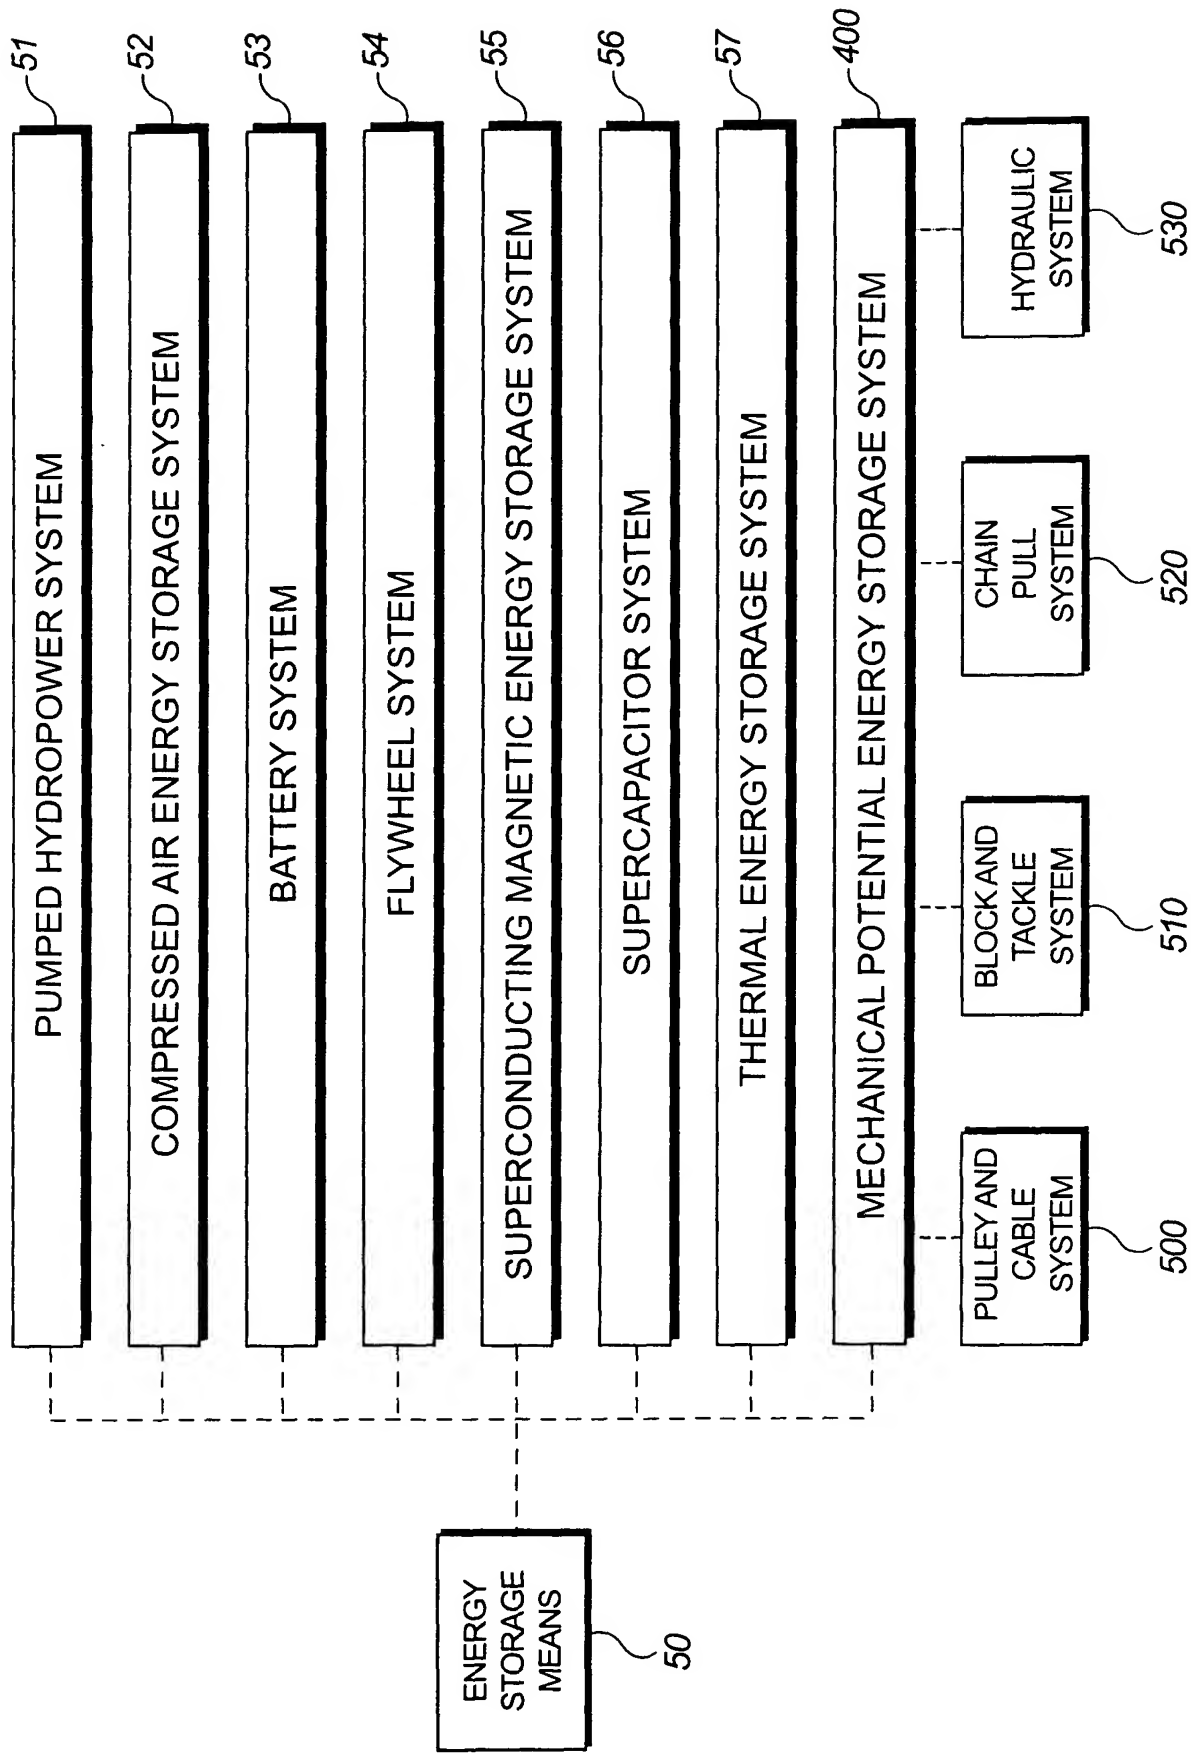 ENERGY
STORAGE
MEANS
50
PUMPED HYDROPOWER SYSTEM
51
COMPRESSED AIR ENERGY STORAGE SYSTEM
52
BATTERY SYSTEM
53
FLYWHEEL SYSTEM
54
SUPERCONDUCTING MAGNETIC ENERGY STORAGE SYSTEM
55
SUPERCAPACITOR SYSTEM
56
THERMAL ENERGY STORAGE SYSTEM
57
MECHANICAL POTENTIAL ENERGY STORAGE SYSTEM
400
PULLEY AND
CABLE
SYSTEM
500
BLOCK AND
TACKLE
SYSTEM
510
CHAIN
PULL
SYSTEM
520
HYDRAULIC
SYSTEM
530